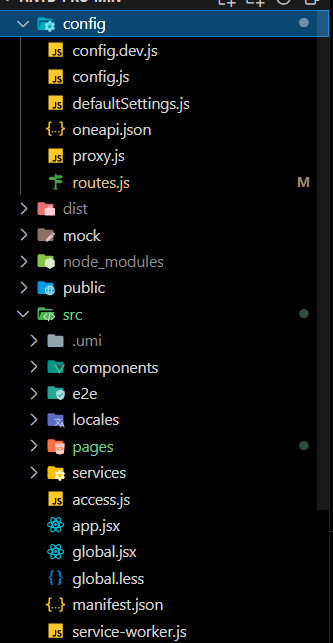 config
config.dev.js
config.js
defaultSettings.js
oneapi.json
proxy.js
routes.js M
dist
mock
node_modules
public
src
.umi
components
e2e
locales
pages
services
access.js
app.jsx
global.jsx
global.less
manifest.json
service-worker.js